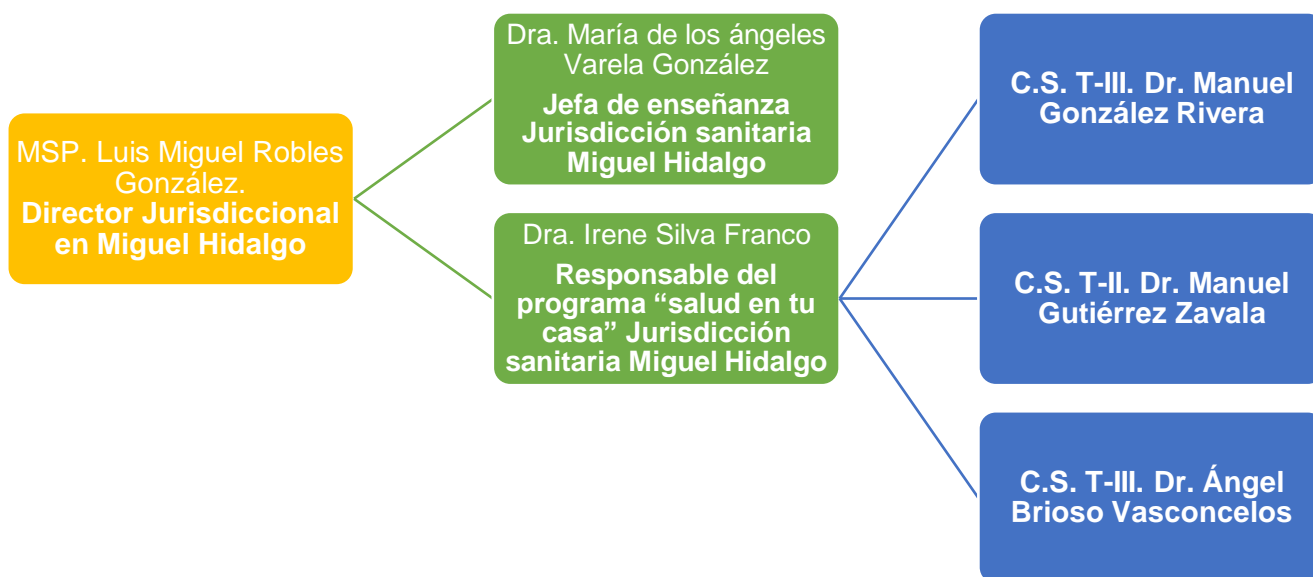 MSP. Luis Miguel Robles
González.
Director Jurisdiccional
en Miguel Hidalgo
Dra. María de los ángeles
Varela González
Jefa de enseñanza
Jurisdicción sanitaria
Miguel Hidalgo
Dra. Irene Silva Franco
Responsable del
programa “salud en tu
casa” Jurisdicción
sanitaria Miguel Hidalgo
C.S. T-III. Dr. Manuel
González Rivera
C.S. T-II. Dr. Manuel
Gutiérrez Zavala
C.S. T-III. Dr. Ángel
Brioso Vasconcelos